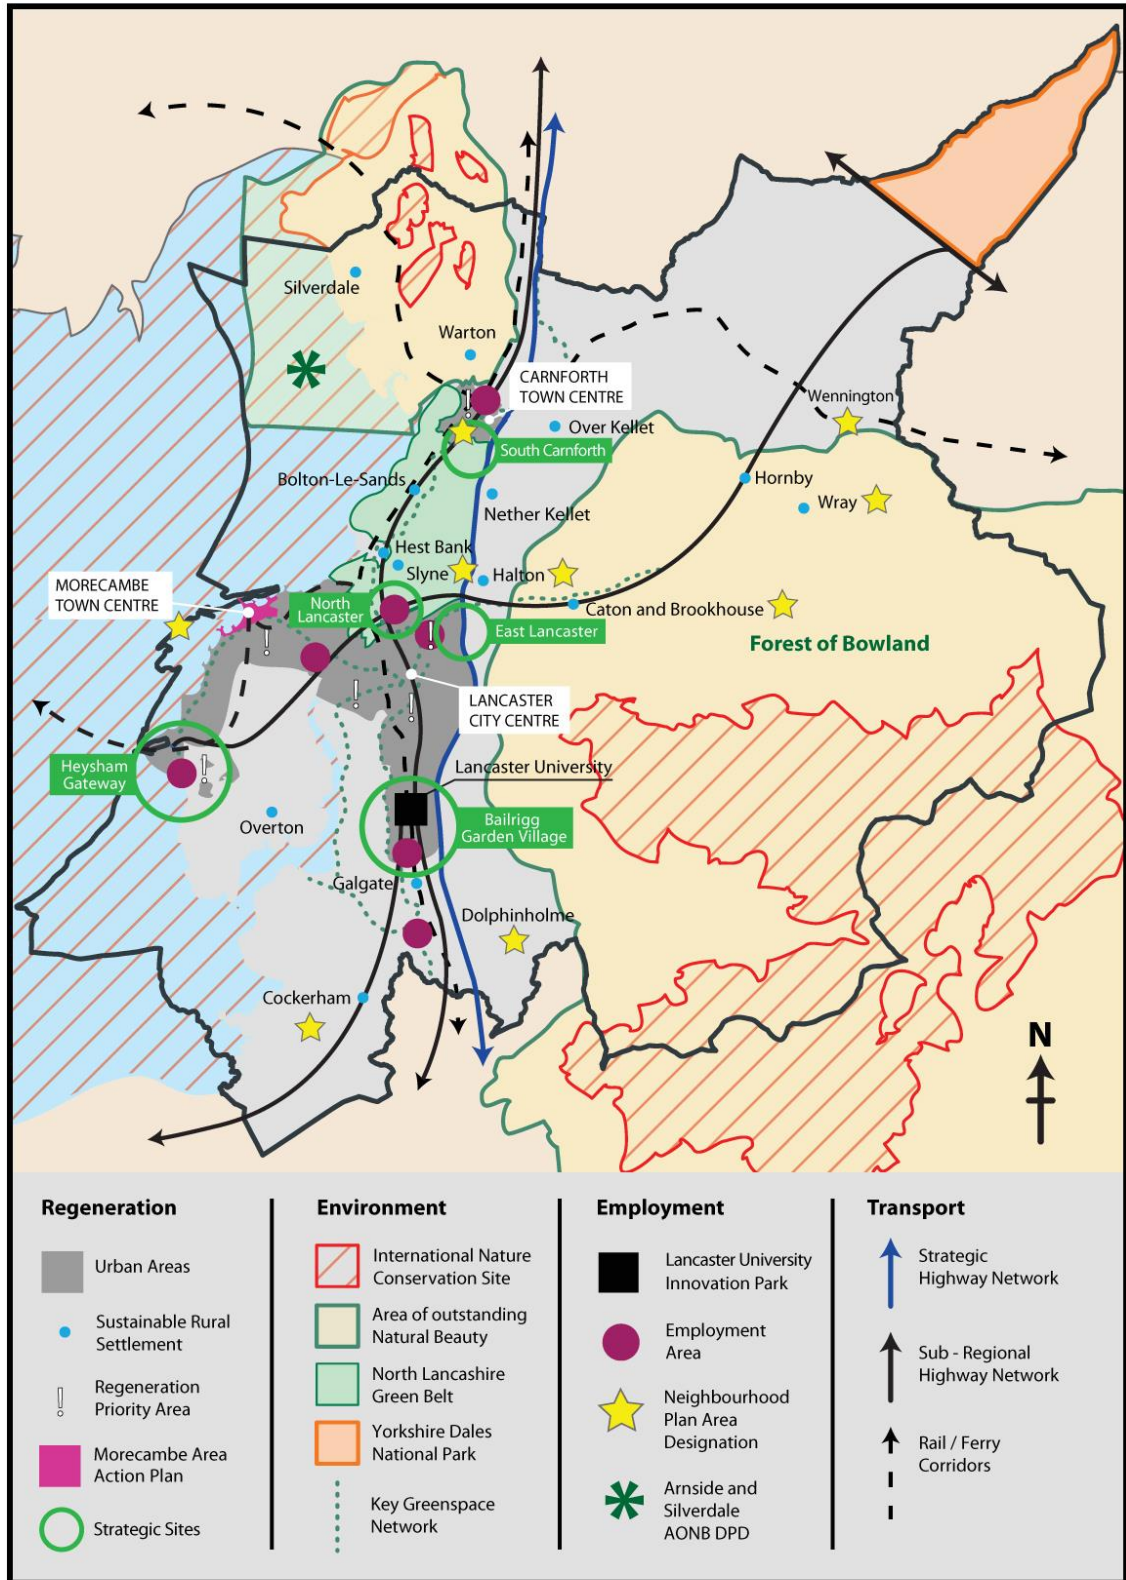 Silverdale
Warton
CARNFORTH
TOWN CENTRE
Wennington
Over Kellet
South Carnforth
Bolton-Le-Sands
Hornby
Nether Kellet
Wray
Hest Bank
Slyne
Halton
MORECAMBE
TOWN CENTRE
North
Lancaster
Caton and Brookhouse
East Lancaster
Forest of Bowland
LANCASTER
CITY CENTRE
Heysham
Gateway
Lancaster University
Overton
Bailrigg
Garden Village
Galgate
Dolphinholme
Cockerham
N
Regeneration
Urban Areas
Sustainable Rural
Settlement
Regeneration
Priority Area
Morecambe Area
Action Plan
Strategic Sites
Environment
International Nature
Conservation Site
Area of outstanding
Natural Beauty
North Lancashire
Green Belt
Yorkshire Dales
National Park
Key Greenspace
Network
Employment
Lancaster University
Innovation Park
Employment
Area
Neighbourhood
Plan Area
Designation
Arnside and
Silverdale
AONB DPD
Transport
Strategic
Highway Network
Sub - Regional
Highway Network
Rail / Ferry
Corridors